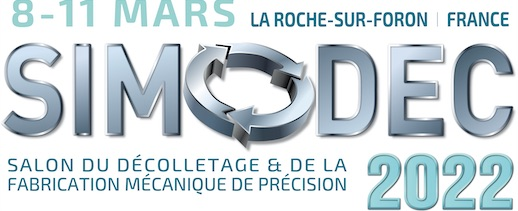 8-11 MARS LA ROCHE-SUR-FORON | FRANCE
SIMODEC
SALON DU DÉCOLLETAGE & DE LA
FABRICATION MÉCANIQUE DE PRÉCISION
2022